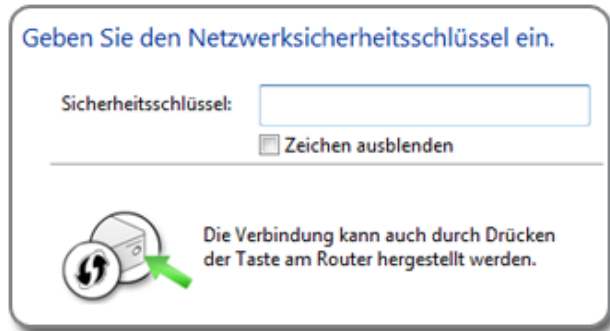 Geben Sie den Netzwerksicherheitsschlüssel ein.
Sicherheitsschlüssel:
Zeichen ausblenden
Die Verbindung kann auch durch Drücken
der Taste am Router hergestellt werden.